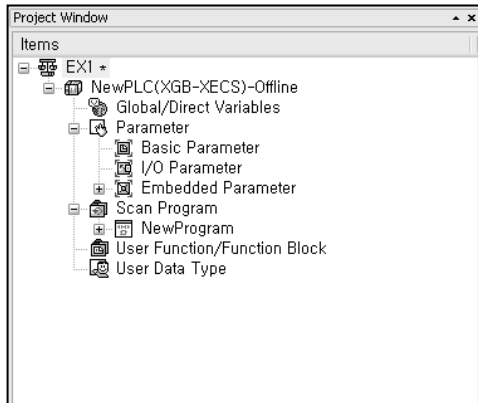 Project Window
Items
EX1 *
NewPLC(XGB-XECS)-Offline
Global/Direct Variables
Parameter
Basic Parameter
I/O Parameter
Embedded Parameter
Scan Program
NewProgram
User Function/Function Block
User Data Type